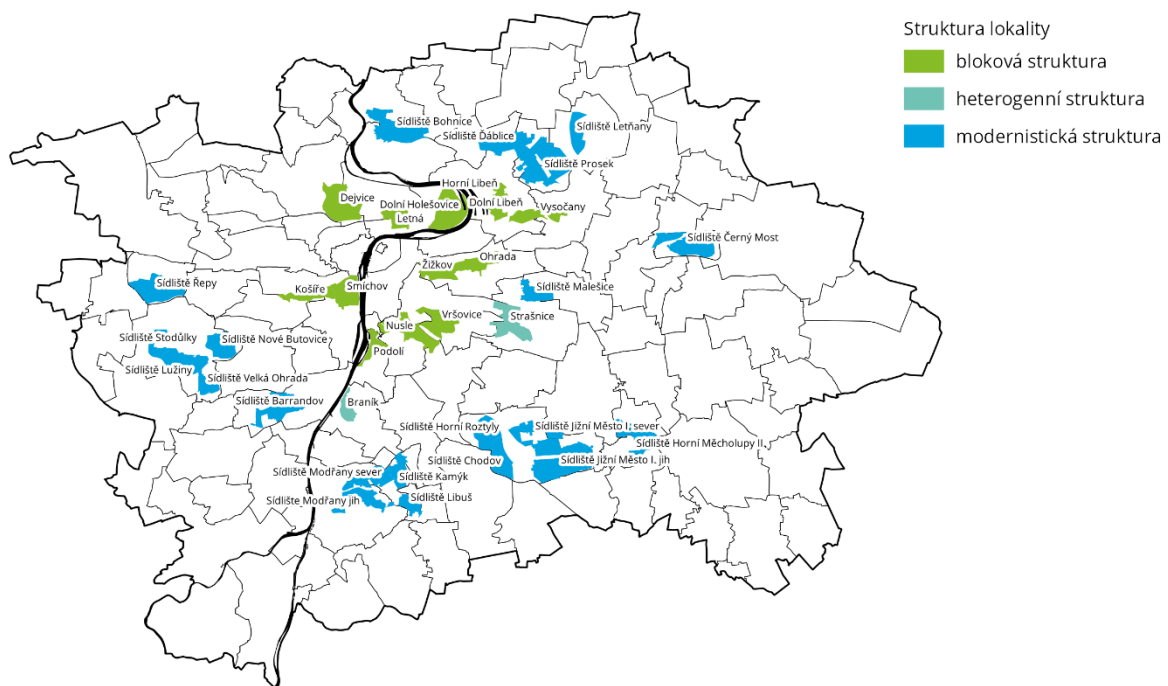 Struktura lokality
bloková struktura
heterogenní struktura
modernistická struktura
Sídliště Bohnice
Sídliště Letňany
Sídliště Ďáblice
Sídliště Prosek
Horní Libeň
Dejvice
Dolní Holešovice
Dolní Libeň
Vysočany
Letná
Sídliště Černý Most
Ohrada
Žižkov
Sídliště Řepy
Košíře
Smíchov
Sídliště Malešice
Strašnice
Vršovice
Nusle
Podolí
Sídliště Stodůlky
Sídliště Nové Butovice
Sídliště Lužiny
Sídliště Velká Ohrada
Sídliště Barrandov
Braník
Sídliště Horní Roztyly
Sídliště Jižní Město I. sever
Sídliště Horní Měcholupy II.
Sídliště Chodov
Sídliště Jižní Město I. jih
Sídliště Modřany sever
Sídliště Kamýk
Sídlište Modřany jih
Sídliště Libuš